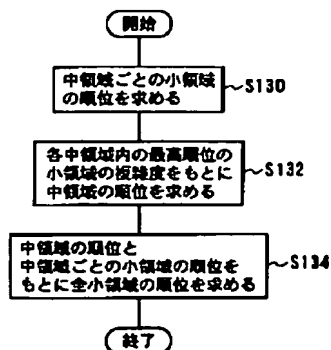 開始
中領域ごとの小領域
の順位を求める
S130
各中領域内の最高順位の
小領域の複雑度をもとに
中領域の順位を求める
S132
中領域の順位と
中領域ごとの小領域の順位を
もとに全小領域の順位を求める
S134
終了